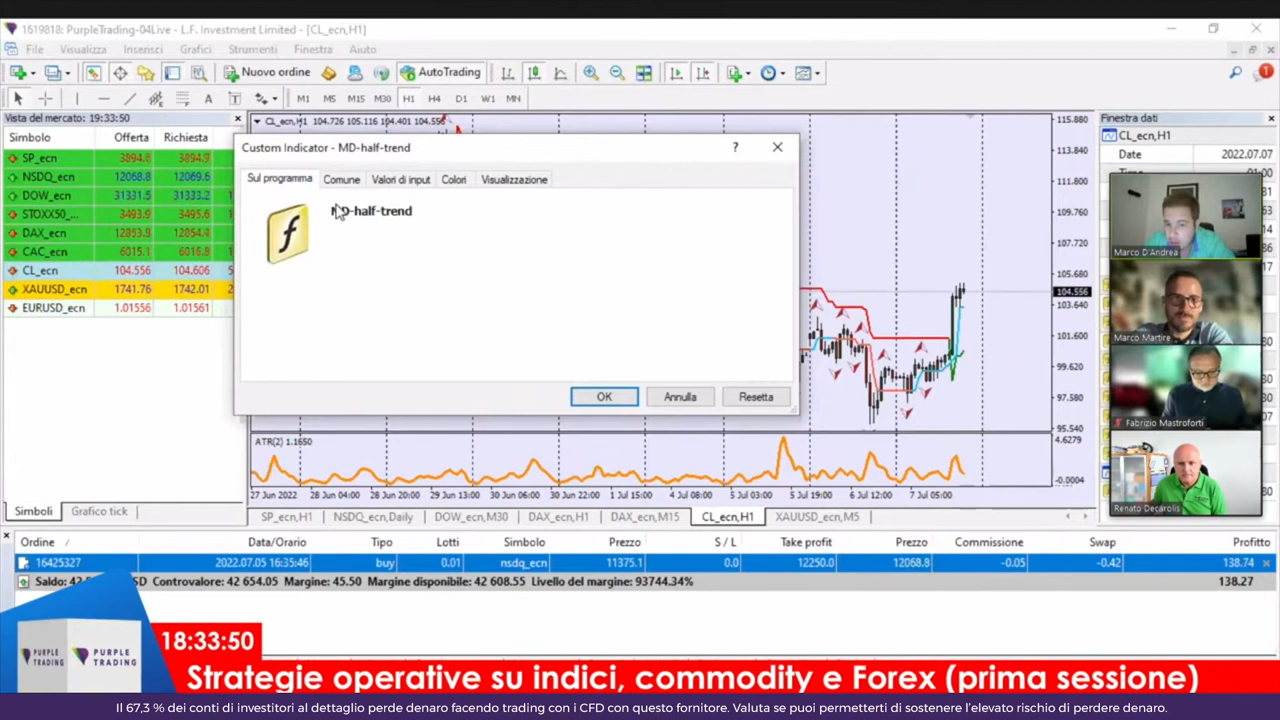 1619818: PurpleTrading-04Live - L.F. Investment Limited - [CL_ecn,H1]
File Visualizza Inserisci Grafici Strumenti Finestra Aiuto
Nuovo ordine AutoTrading
M1 M5 M15 M30 H1 H4 D1 W1 MN
Vista del mercato: 19:33:50
Simbolo Offerta Richiesta
SP_ecn 3894.6 3894.9
NSDQ_ecn 12068.8 12069.6
DOW_ecn 31331.5 31333.2
STOXX50_... 3493.9 3495.6
DAX_ecn 12853.8 12854.4
CAC_ecn 6015.1 6016.8
CL_ecn 104.556 104.606
XAUUSD_ecn 1741.76 1742.01
EURUSD_ecn 1.01556 1.01561
Simboli Grafico tick
CL_ecn,H1 104.726 105.116 104.401 104.556
Custom Indicator - MD-half-trend
Sul programma Comune Valori di input Colori Visualizzazione
MD-half-trend
OK Annulla Resetta
115.880
113.840
111.800
109.760
107.720
105.680
104.556
103.640
101.600
99.620
97.580
95.540
ATR(2) 1.1650
4.6279
-0.0004
27 Jun 2022 28 Jun 04:00 28 Jun 20:00 29 Jun 13:00 30 Jun 06:00 30 Jun 22:00 1 Jul 15:00 4 Jul 08:00 5 Jul 03:00 5 Jul 19:00 6 Jul 12:00 7 Jul 05:00
SP_ecn,H1 NSDQ_ecn,Daily DOW_ecn,M30 DAX_ecn,H1 DAX_ecn,M15 CL_ecn,H1 XAUUSD_ecn,M5
Finestra dati
CL_ecn,H1
Date 2022.07.07
Marco D'Andrea
Marco Martire
Fabrizio Mastroforti
Renato Decarolis
Ordine / Data/Orario Tipo Lotti Simbolo Prezzo S / L Take profit Prezzo Commissione Swap Profitto
16425327 2022.07.05 16:35:46 buy 0.01 nsdq_ecn 11375.1 0.0 12250.0 12068.8 -0.05 -0.42 138.74
Controvalore: 42 654.05 Margine: 45.50 Margine disponibile: 42 608.55 Livello del margine: 93744.34% 138.27
PURPLE TRADING PURPLE TRADING
18:33:50
Strategie operative su indici, commodity e Forex (prima sessione)
Il 67,3 % dei conti di investitori al dettaglio perde denaro facendo trading con i CFD con questo fornitore. Valuta se puoi permetterti di sostenere l'elevato rischio di perdere denaro.